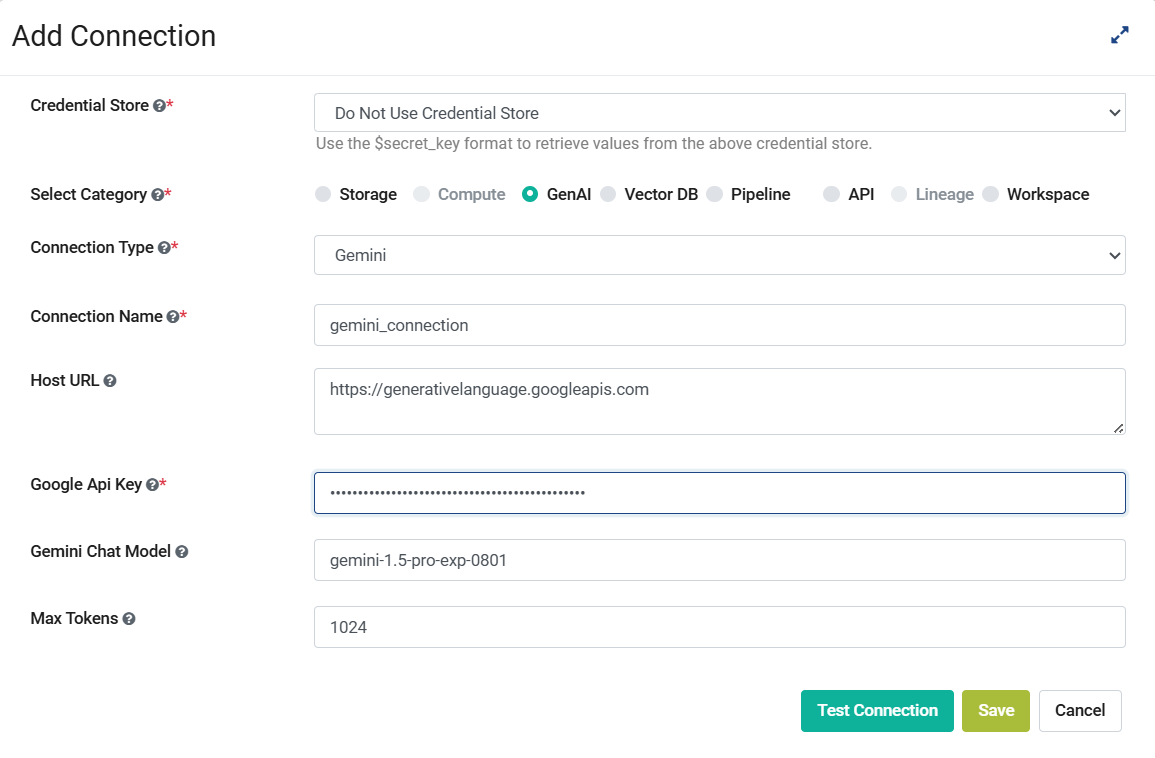 Add Connection
Credential Store ?*
Do Not Use Credential Store
Use the $secret_key format to retrieve values from the above credential store.
Select Category ?* Storage Compute GenAI Vector DB Pipeline API Lineage Workspace
Connection Type ?* Gemini
Connection Name ?* gemini_connection
Host URL ? https://generativelanguage.googleapis.com
Google Api Key ?* ••••••••••••••••••••••••••••••••••••••••••••••
Gemini Chat Model ? gemini-1.5-pro-exp-0801
Max Tokens ? 1024
Test Connection Save Cancel